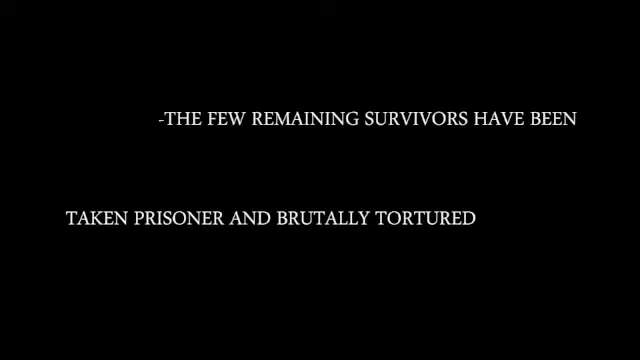 -THE FEW REMAINING SURVIVORS HAVE BEEN
TAKEN PRISONER AND BRUTALLY TORTURED